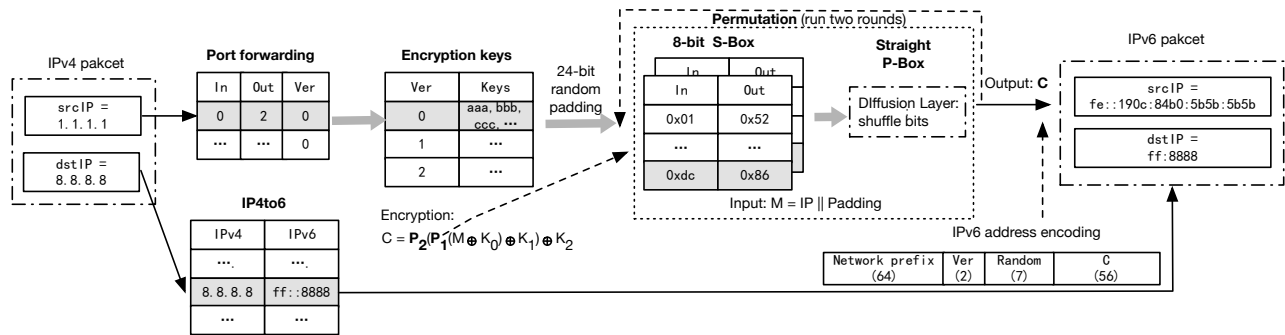 Permutation (run two rounds)
IPv4 pakcet
Port forwarding
Encryption keys
8-bit S-Box
Straight
P-Box
IPv6 pakcet
srcIP =
1.1.1.1
dstIP =
8.8.8.8
In Out Ver
0 2 0
… … 0
Ver Keys
0 aaa, bbb,
ccc, …
1 …
2 …
24-bit
random
padding
In Out
In Out
0x01 0x52
… …
0xdc 0x86
DIffusion Layer:
shuffle bits
Output: C
srcIP =
fe::190c:84b0:5b5b:5b5b
dstIP =
ff:8888
Input: M = IP || Padding
IP4to6
IPv4 IPv6
…. ….
8.8.8.8 ff::8888
… …
Encryption:
C = P2(P1(M ⊕ K0) ⊕ K1) ⊕ K2
IPv6 address encoding
Network prefix
(64)
Ver
(2)
Random
(7)
C
(56)